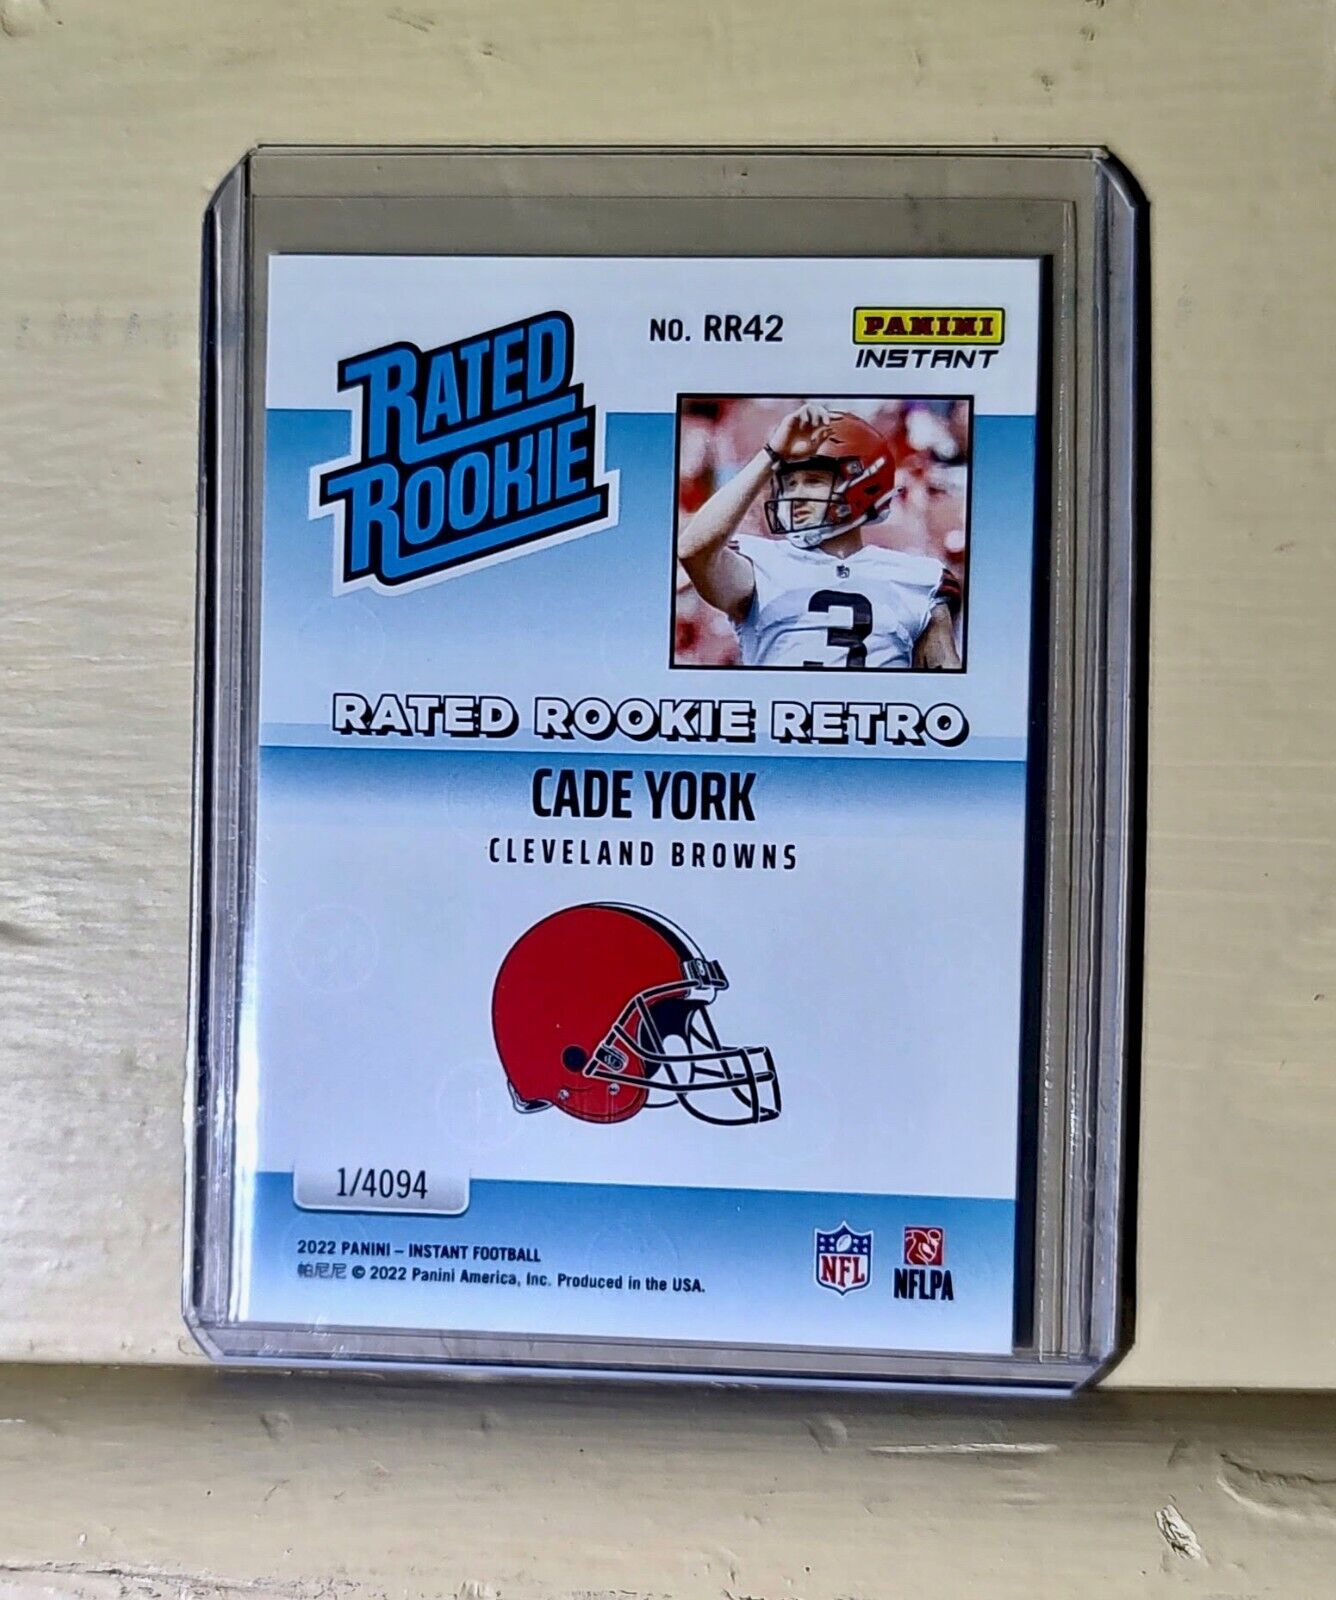 RATED
ROOKIE
NO. RR42
PANINI
INSTANT
3
RATED ROOKIE RETRO
CADE YORK
CLEVELAND BROWNS
1/4094
2022 PANINI – INSTANT FOOTBALL
帕尼尼 © 2022 Panini America, Inc. Produced in the USA.
NFL
NFLPA